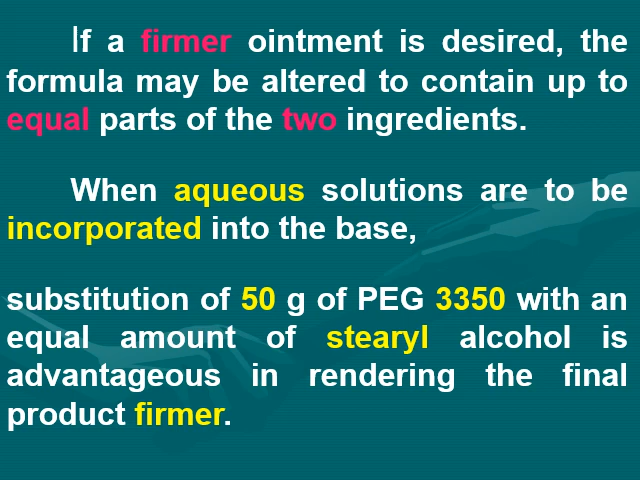 If a firmer ointment is desired, the
formula may be altered to contain up to
equal parts of the two ingredients.
When aqueous solutions are to be
incorporated into the base,
substitution of 50 g of PEG 3350 with an
equal amount of stearyl alcohol is
advantageous in rendering the final
product firmer.